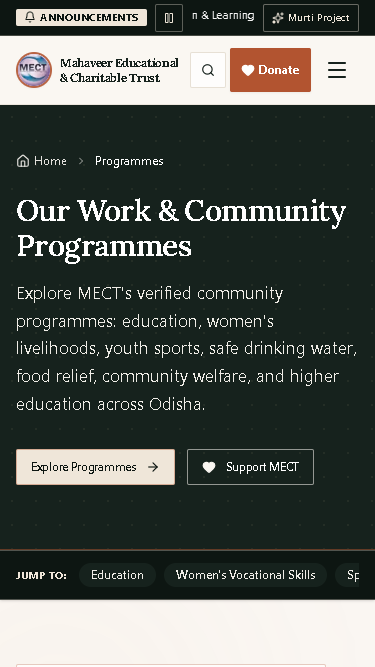 ANNOUNCEMENTS
n & Learning
Murti Project
MECT
Mahaveer Educational
& Charitable Trust
Donate
Home
Programmes
Our Work & Community
Programmes
Explore MECT's verified community
programmes: education, women's
livelihoods, youth sports, safe drinking water,
food relief, community welfare, and higher
education across Odisha.
Explore Programmes
Support MECT
JUMP TO:
Education
Women's Vocational Skills
Sp